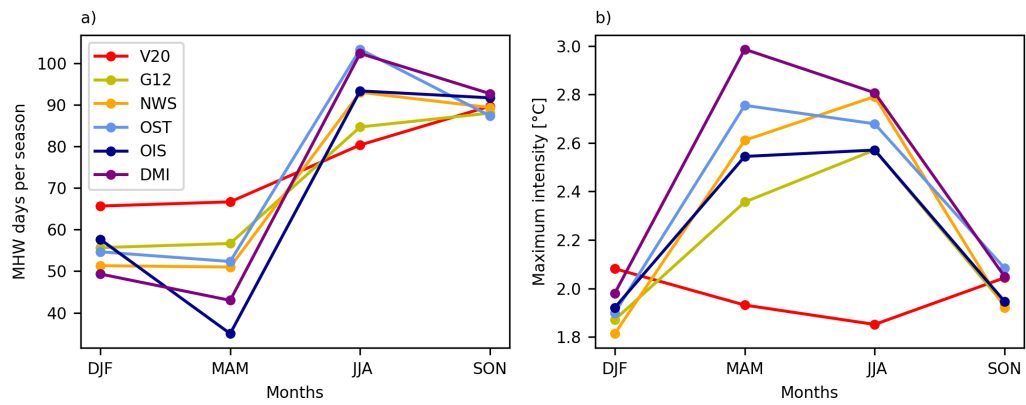 a)
V20
G12
NWS
OST
OIS
DMI
100
90
80
70
60
50
40
MHW days per season
DJF MAM JJA SON
Months
b)
3.0
2.8
2.6
2.4
2.2
2.0
1.8
Maximum intensity [°C]
DJF MAM JJA SON
Months